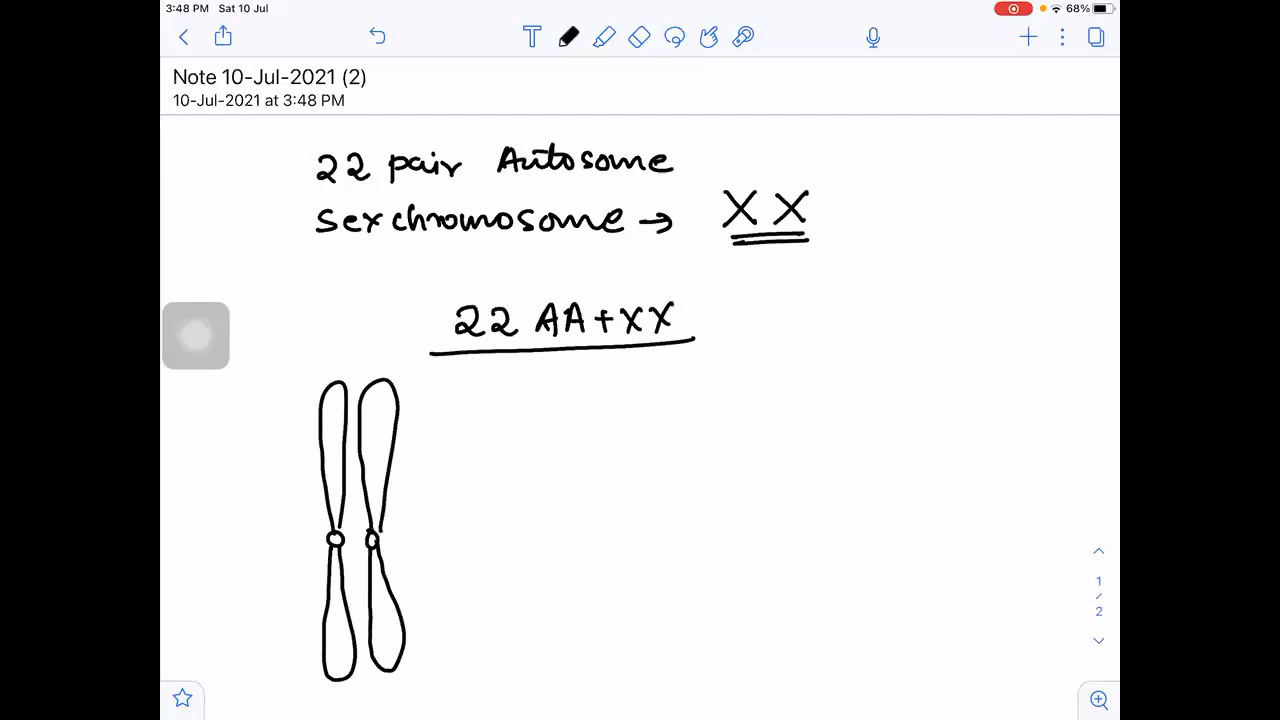 3:48 PM Sat 10 Jul 68%
Note 10-Jul-2021 (2)
10-Jul-2021 at 3:48 PM
22 pair Autosome
Sex chromosome → XX
22 AA+XX
1
/
2